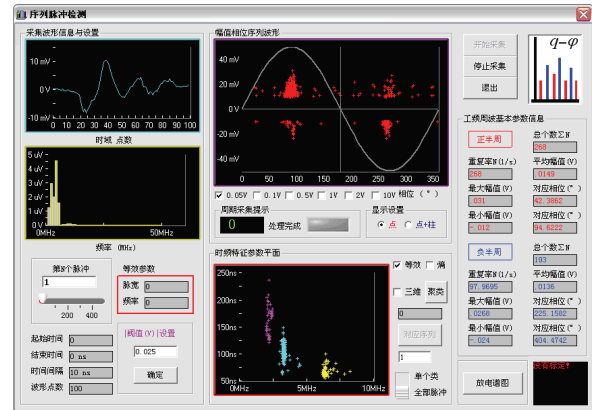 序列脉冲检测
采集波形信息与设置
10 mV
0 mV
-10 mV
0 10 20 30 40 50 60 70 80 90 100
时域 点数
5 uV
4 uV
3 uV
2 uV
1 uV
0 uV
0MHz 50MHz
频率 (MHz)
第N个脉冲
1
200 400
等效参数
脉宽 0
频率 0
起始时间 0
结束时间 0 ns
时间间隔 10 ns
波形点数 100
|阈值(V)|设置
0.025
确定
幅值相位序列波形
40 mV
20 mV
0 V
-20 mV
-40 mV
0 50 100 150 200 250 300 350
0.05V 0.1V 0.5V 1V 2V 10V 相位 (°)
周期采集提示
0 处理完成
显示设置
点 点+柱
时频特征参数平面
250ns
200ns
150ns
100ns
50ns
0MHz 5MHz 10MHz
等效 熵
三维 聚类
0
对应序列
1
单个类
全部脉冲
开始采集
停止采集
退出
q-φ
工频周波基本参数信息
正半周
总个数ΣN
268
重复率N(1/s) 平均幅值(V)
268 .0149
最大幅值(V) 对应相位(°)
.031 42.3862
最小幅值(V) 对应相位(°)
-.012 94.6222
负半周
总个数ΣN
193
重复率N(1/s) 平均幅值(V)
97.9695 .0136
最大幅值(V) 对应相位(°)
.0268 225.1582
最小幅值(V) 对应相位(°)
-.024 404.4742
放电谱图
没有标定!